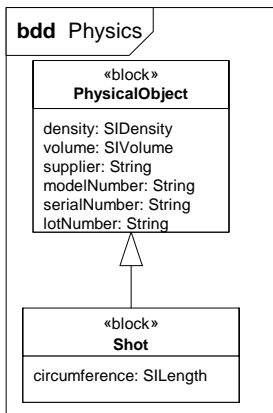 bdd Physics
«block»
PhysicalObject
density: SIDensity
volume: SIVolume
supplier: String
modelNumber: String
serialNumber: String
lotNumber: String
«block»
Shot
circumference: SILength